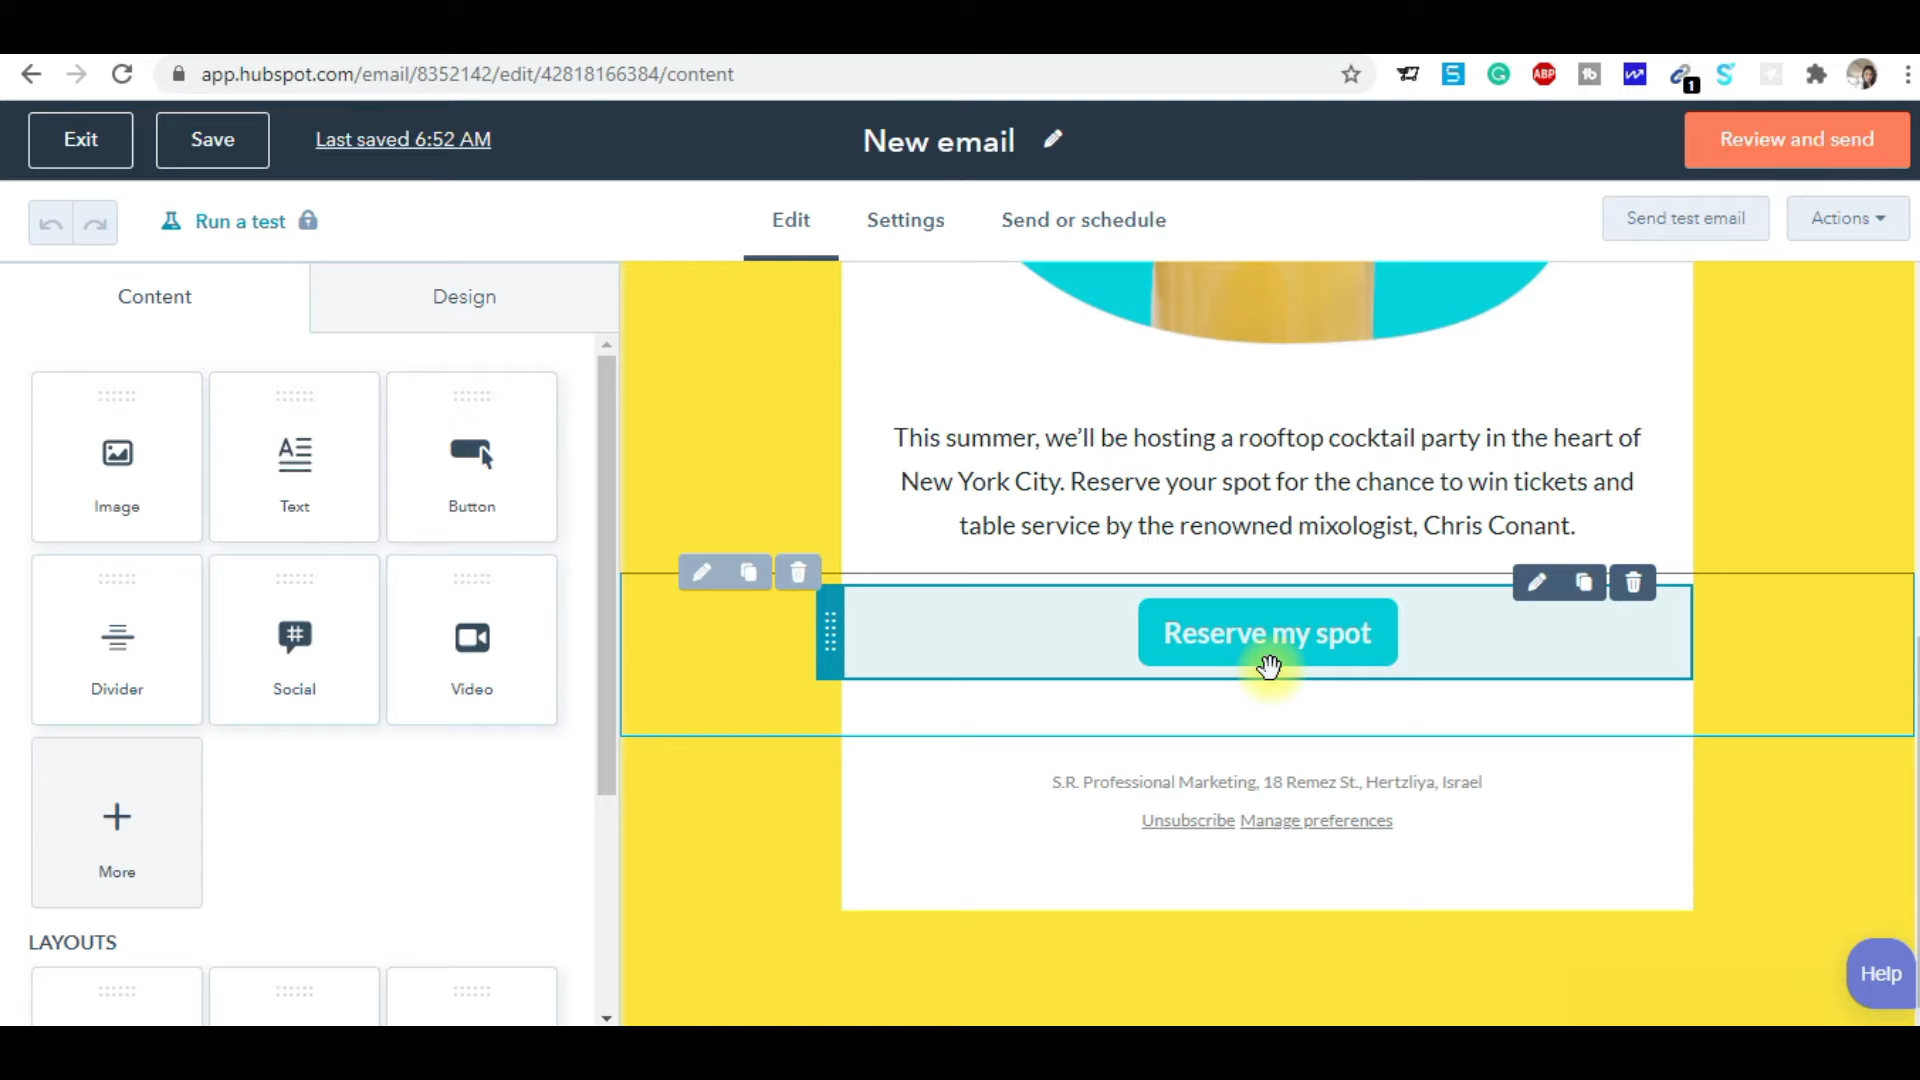 app.hubspot.com/email/8352142/edit/42818166384/content
S
G
ABP
tb
1
S
Exit
Save
Last saved 6:52 AM
New email
Review and send
Run a test
Edit
Settings
Send or schedule
Send test email
Actions
Content
Design
Image
Text
Button
Divider
Social
Video
More
LAYOUTS
This summer, we'll be hosting a rooftop cocktail party in the heart of
New York City. Reserve your spot for the chance to win tickets and
table service by the renowned mixologist, Chris Conant.
Reserve my spot
S.R. Professional Marketing, 18 Remez St., Hertzliya, Israel
Unsubscribe Manage preferences
Help